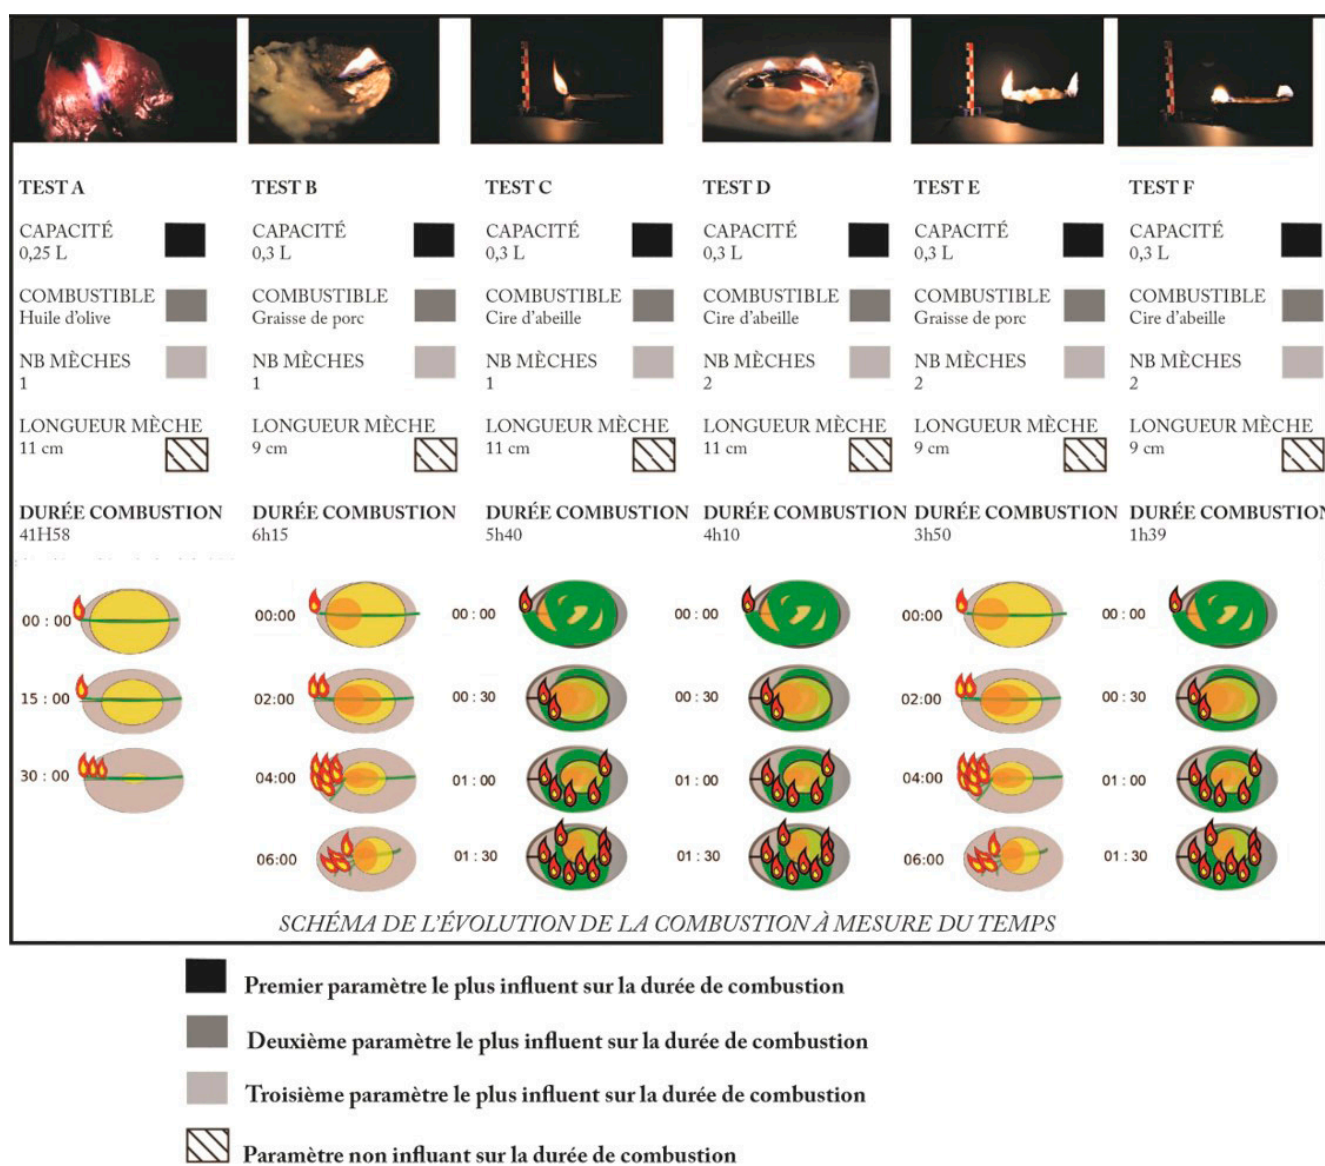 TEST A
CAPACITÉ
0,25 L
COMBUSTIBLE
Huile d'olive
NB MÈCHES
1
LONGUEUR MÈCHE
11 cm
DURÉE COMBUSTION
41H58
00 : 00
15 : 00
30 : 00
TEST B
CAPACITÉ
0,3 L
COMBUSTIBLE
Graisse de porc
NB MÈCHES
1
LONGUEUR MÈCHE
9 cm
DURÉE COMBUSTION
6h15
00:00
02:00
04:00
06:00
TEST C
CAPACITÉ
0,3 L
COMBUSTIBLE
Cire d'abeille
NB MÈCHES
1
LONGUEUR MÈCHE
11 cm
DURÉE COMBUSTION
5h40
00 : 00
00 : 30
01 : 00
01 : 30
TEST D
CAPACITÉ
0,3 L
COMBUSTIBLE
Cire d'abeille
NB MÈCHES
2
LONGUEUR MÈCHE
11 cm
DURÉE COMBUSTION
4h10
00 : 00
00 : 30
01 : 00
01 : 30
TEST E
CAPACITÉ
0,3 L
COMBUSTIBLE
Graisse de porc
NB MÈCHES
2
LONGUEUR MÈCHE
9 cm
DURÉE COMBUSTION
3h50
00:00
02:00
04:00
06:00
TEST F
CAPACITÉ
0,3 L
COMBUSTIBLE
Cire d'abeille
NB MÈCHES
2
LONGUEUR MÈCHE
9 cm
DURÉE COMBUSTION
1h39
00 : 00
00 : 30
01 : 00
01 : 30
SCHÉMA DE L'ÉVOLUTION DE LA COMBUSTION À MESURE DU TEMPS
Premier paramètre le plus influent sur la durée de combustion
Deuxième paramètre le plus influent sur la durée de combustion
Troisième paramètre le plus influent sur la durée de combustion
Paramètre non influant sur la durée de combustion